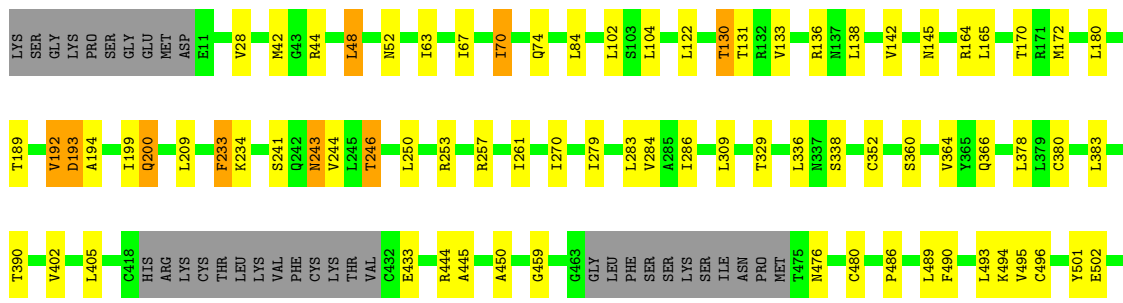 LYS SER GLY LYS PRO SER GLY GLU MET ASP E11 V28 M42 G43 R44 L48 N52 I63 I67 I70 Q74 L84 L102 S103 L104 L122 T130 T131 R132 V133 R136 N137 L138 V142 N145 R164 L165 T170 R171 M172 L180
T189 V192 D193 A194 I199 Q200 L209 F233 K234 S241 Q242 N243 V244 L245 T246 L250 R253 R257 I261 I270 I279 L283 V284 A285 I286 L309 T329 L336 N337 S338 C352 S360 V364 Y365 Q366 L378 L379 C380 L383
T390 V402 L405 C418 HIS ARG LYS CYS THR LEU LYS VAL PHE CYS LYS THR VAL C432 E433 R444 A445 A450 G459 G463 GLY LEU PHE SER SER LYS SER ILE ASN PRO MET T475 N476 C480 P486 L489 F490 L493 K494 V495 C496 Y501 E502